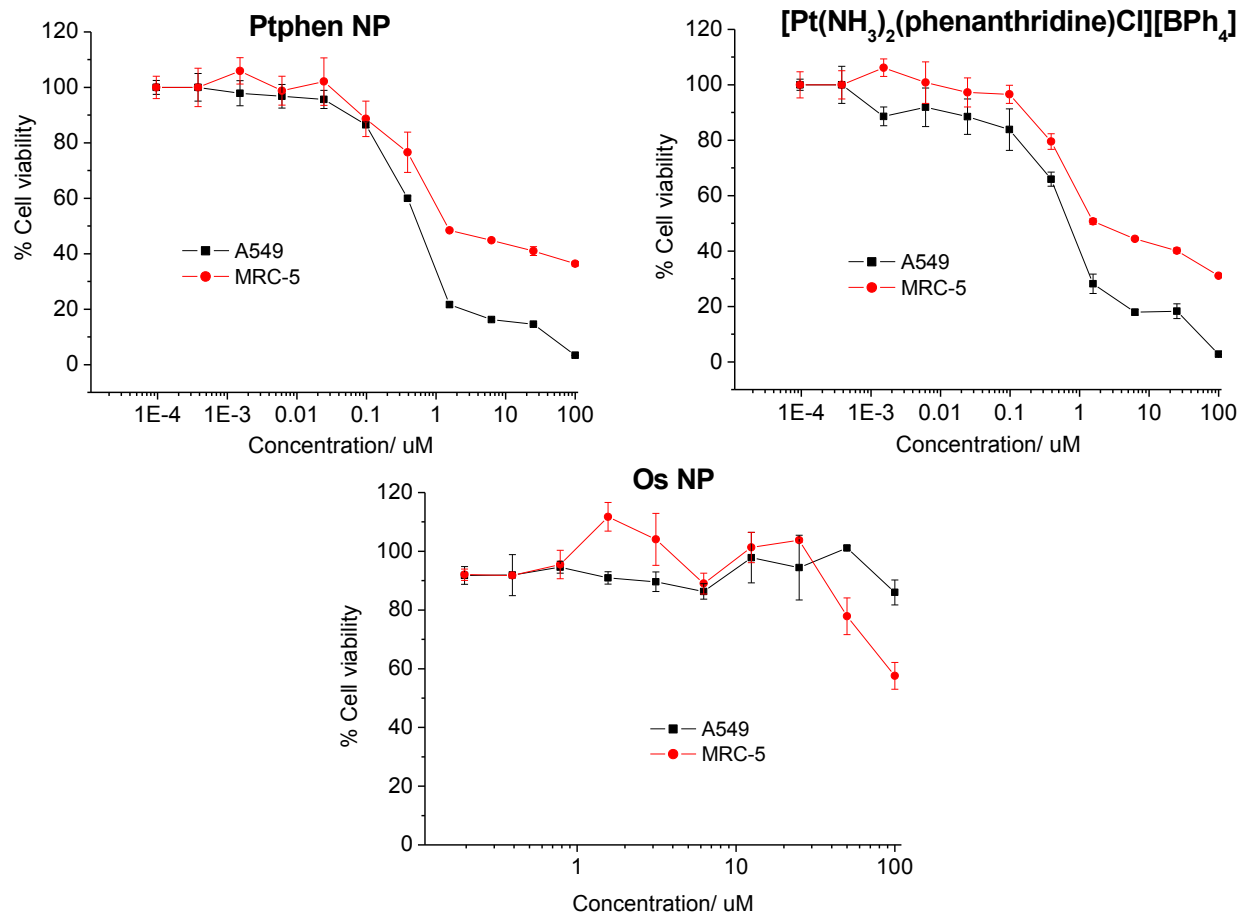 Ptphen NP
120
100
80
60
40
20
0
% Cell viability
A549
MRC-5
1E-4 1E-3 0.01 0.1 1 10 100
Concentration/ uM
[Pt(NH₃)₂(phenanthridine)Cl][BPh₄]
120
100
80
60
40
20
0
% Cell viability
A549
MRC-5
1E-4 1E-3 0.01 0.1 1 10 100
Concentration/ uM
Os NP
120
100
80
60
40
20
0
% Cell viability
A549
MRC-5
1 10 100
Concentration/ uM